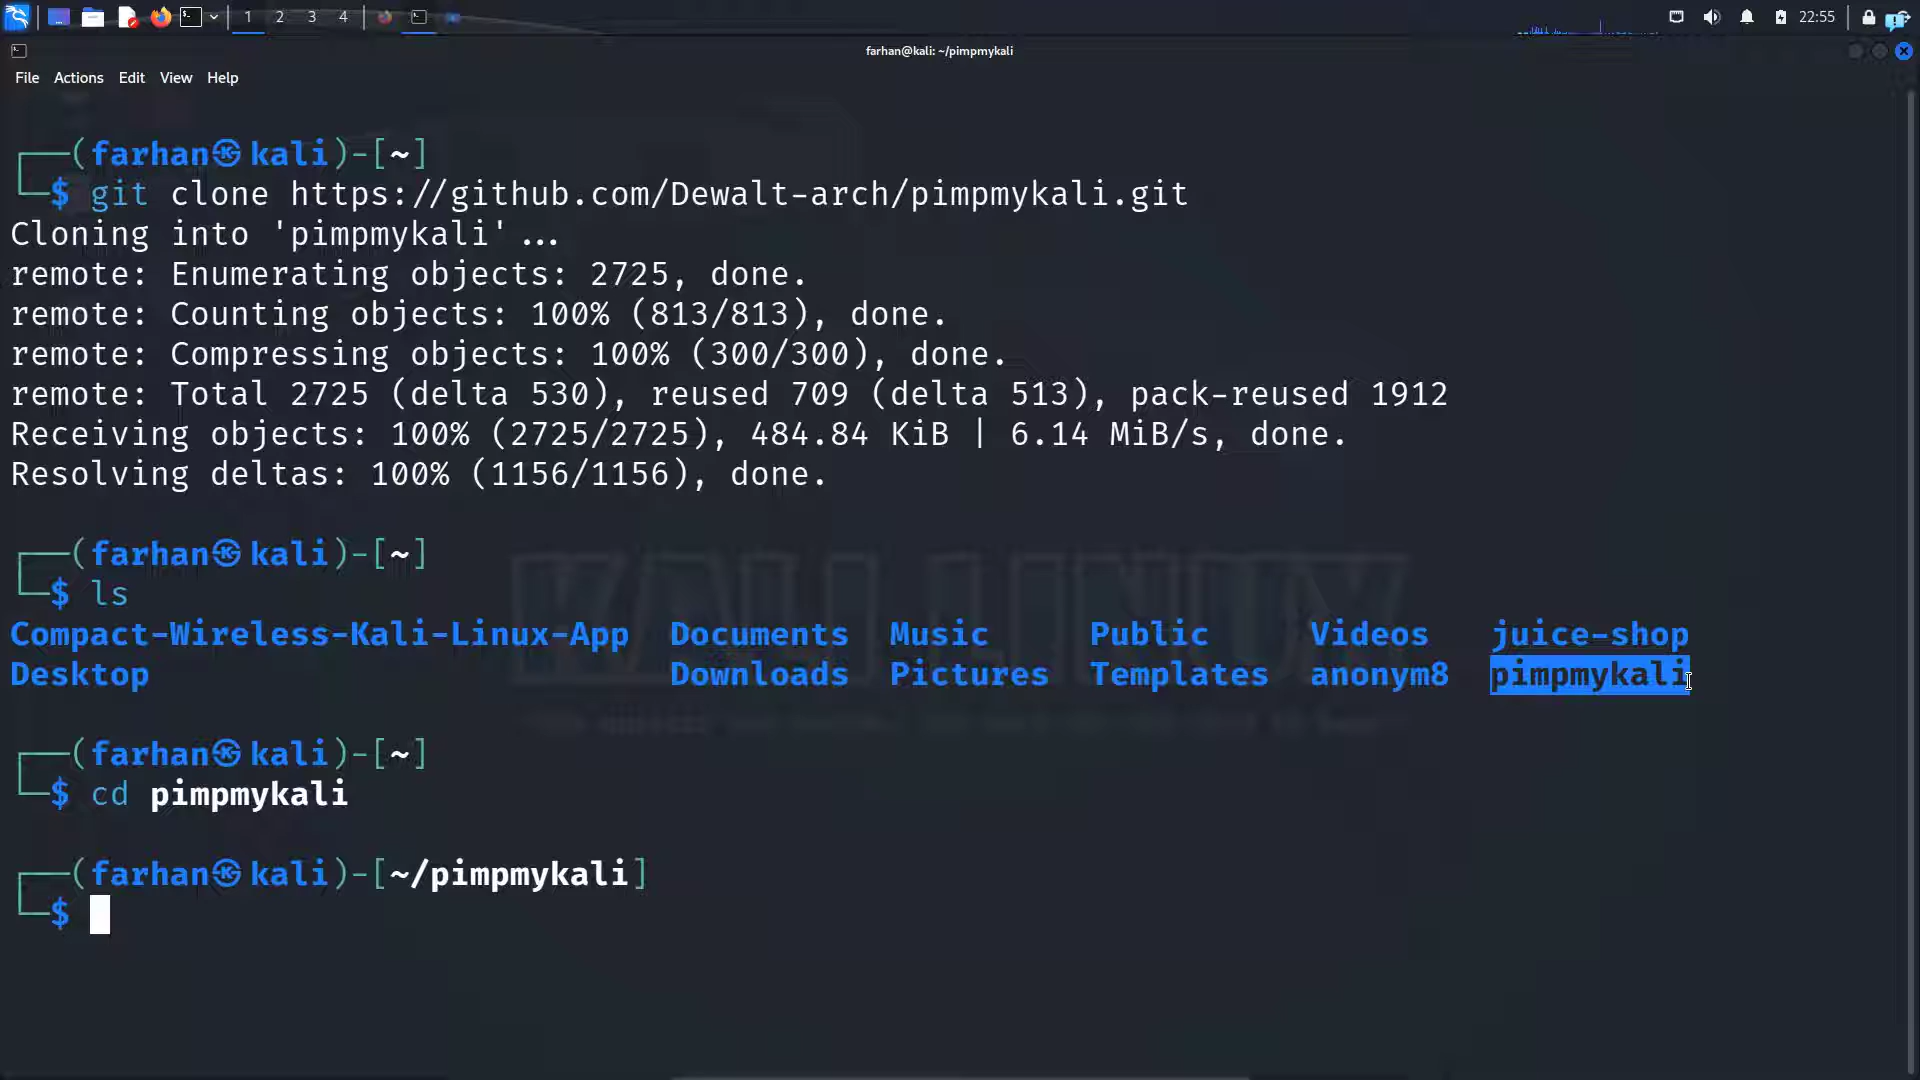 1 2 3 4 22:55
farhan@kali: ~/pimpmykali
File Actions Edit View Help
┌──(farhan㉿kali)-[~]
└─$ git clone https://github.com/Dewalt-arch/pimpmykali.git
Cloning into 'pimpmykali'...
remote: Enumerating objects: 2725, done.
remote: Counting objects: 100% (813/813), done.
remote: Compressing objects: 100% (300/300), done.
remote: Total 2725 (delta 530), reused 709 (delta 513), pack-reused 1912
Receiving objects: 100% (2725/2725), 484.84 KiB | 6.14 MiB/s, done.
Resolving deltas: 100% (1156/1156), done.
┌──(farhan㉿kali)-[~]
└─$ ls
Compact-Wireless-Kali-Linux-App Documents Music Public Videos juice-shop
Desktop Downloads Pictures Templates anonym8 pimpmykali
┌──(farhan㉿kali)-[~]
└─$ cd pimpmykali
┌──(farhan㉿kali)-[~/pimpmykali]
└─$
KALI LINUX